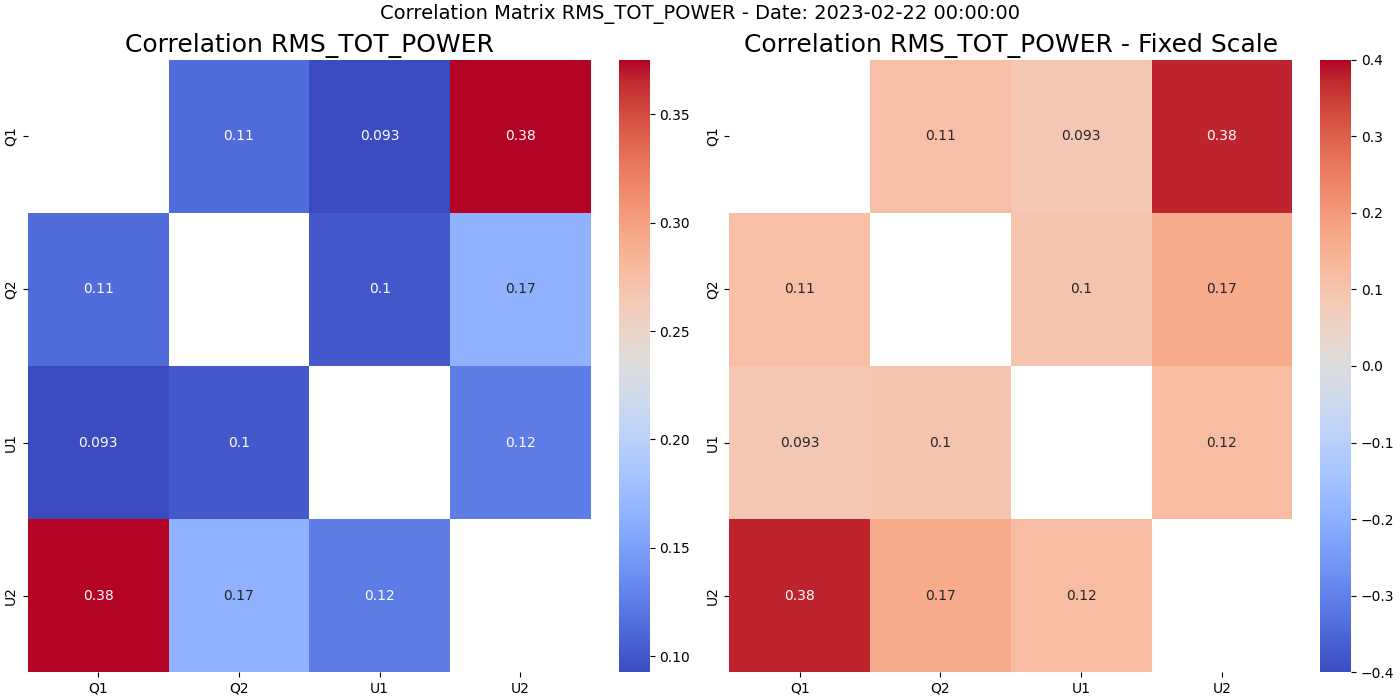 Correlation Matrix RMS_TOT_POWER - Date: 2023-02-22 00:00:00
Correlation RMS_TOT_POWER
Q1
0.11
0.093
0.38
Q2
0.11
0.1
0.17
U1
0.093
0.1
0.12
U2
0.38
0.17
0.12
Q1
Q2
U1
U2
0.35
0.30
0.25
0.20
0.15
0.10
Correlation RMS_TOT_POWER - Fixed Scale
Q1
0.11
0.093
0.38
Q2
0.11
0.1
0.17
U1
0.093
0.1
0.12
U2
0.38
0.17
0.12
Q1
Q2
U1
U2
0.4
0.3
0.2
0.1
0.0
−0.1
−0.2
−0.3
−0.4